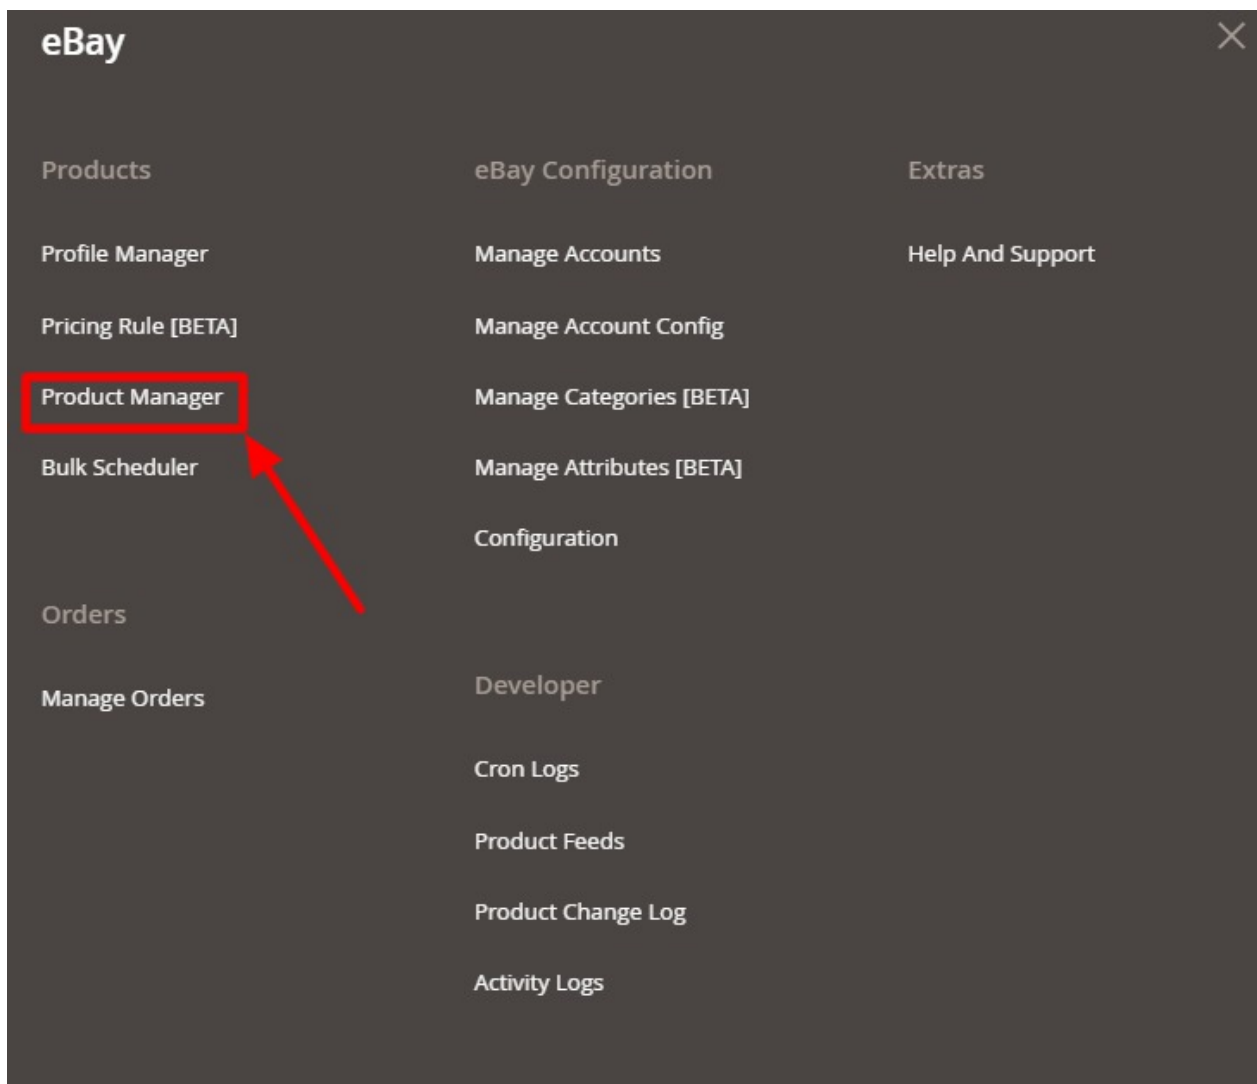 eBay
Products
Profile Manager
Pricing Rule [BETA]
Product Manager
Bulk Scheduler
Orders
Manage Orders
eBay Configuration
Manage Accounts
Manage Account Config
Manage Categories [BETA]
Manage Attributes [BETA]
Configuration
Developer
Cron Logs
Product Feeds
Product Change Log
Activity Logs
Extras
Help And Support